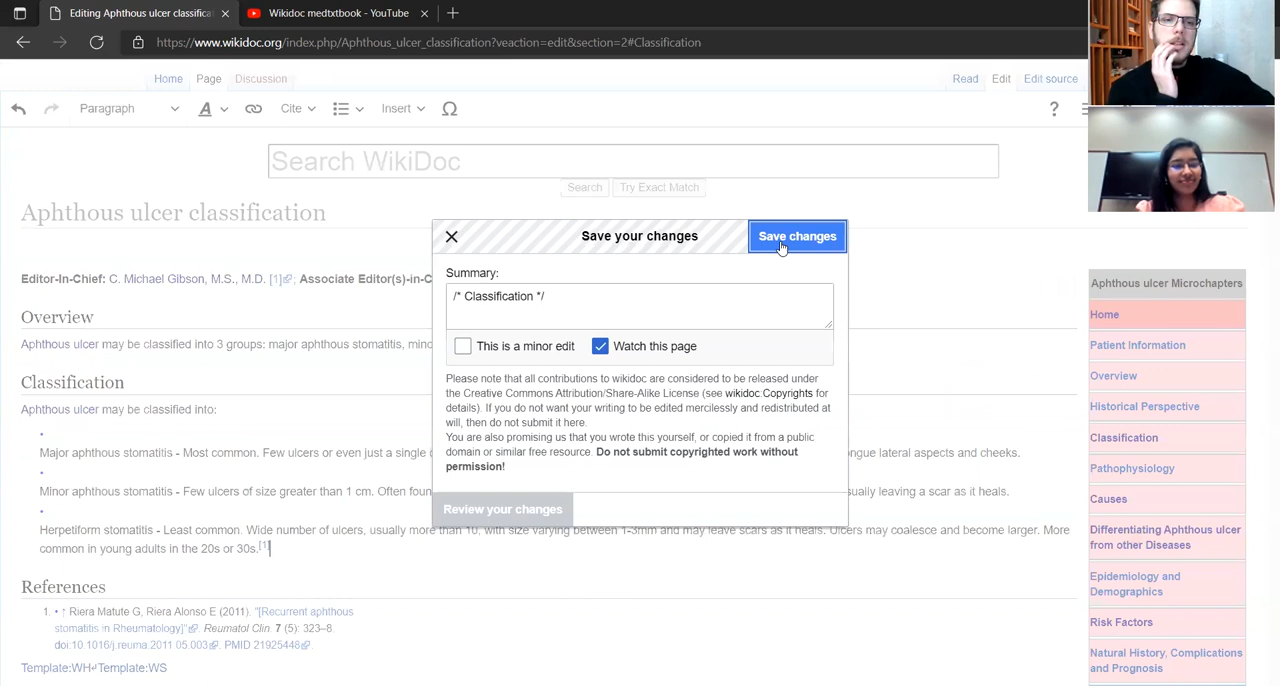 Editing Aphthous ulcer classifica
Wikidoc medtxtbook - YouTube
https://www.wikidoc.org/index.php/Aphthous_ulcer_classification?veaction=edit&section=2#Classification
Home Page Discussion Read Edit Edit source
Paragraph A Cite Insert Ω ?
Search WikiDoc
Search Try Exact Match
Aphthous ulcer classification
Save your changes
Save changes
Editor-In-Chief: C. Michael Gibson, M.S., M.D. [1]; Associate Editor(s)-in-C
Summary:
/* Classification */
This is a minor edit Watch this page
Please note that all contributions to wikidoc are considered to be released under
the Creative Commons Attribution/Share-Alike License (see wikidoc:Copyrights for
details). If you do not want your writing to be edited mercilessly and redistributed at
will, then do not submit it here.
You are also promising us that you wrote this yourself, or copied it from a public
domain or similar free resource. Do not submit copyrighted work without
permission!
Review your changes
Overview
Aphthous ulcer may be classified into 3 groups: major aphthous stomatitis, mino
Classification
Aphthous ulcer may be classified into:
Major aphthous stomatitis - Most common. Few ulcers or even just a single ongue lateral aspects and cheeks.
Minor aphthous stomatitis - Few ulcers of size greater than 1 cm. Often foun sually leaving a scar as it heals.
Herpetiform stomatitis - Least common. Wide number of ulcers, usually more than 10, with size varying between 1-3mm and may leave scars as it heals. Ulcers may coalesce and become larger. More
common in young adults in the 20s or 30s.[1]
References
1. ↑ Riera Matute G, Riera Alonso E (2011). "[Recurrent aphthous
stomatitis in Rheumatology]". Reumatol Clin. 7 (5): 323–8.
doi:10.1016/j.reuma.2011.05.003. PMID 21925448.
Template:WH↵Template:WS
Aphthous ulcer Microchapters
Home
Patient Information
Overview
Historical Perspective
Classification
Pathophysiology
Causes
Differentiating Aphthous ulcer
from other Diseases
Epidemiology and
Demographics
Risk Factors
Natural History, Complications
and Prognosis